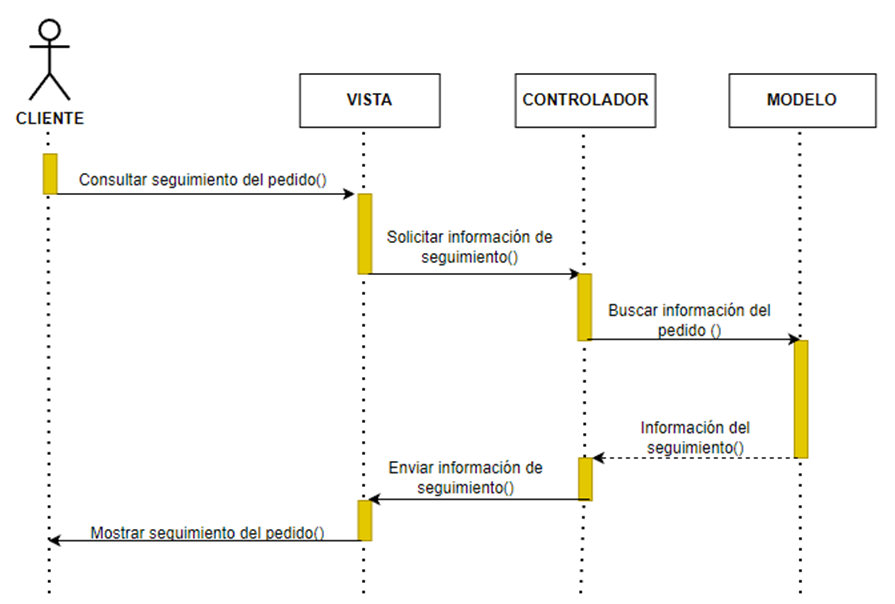 CLIENTE
VISTA
CONTROLADOR
MODELO
Consultar seguimiento del pedido()
Solicitar información de
seguimiento()
Buscar información del
pedido ()
Información del
seguimiento()
Enviar información de
seguimiento()
Mostrar seguimiento del pedido()